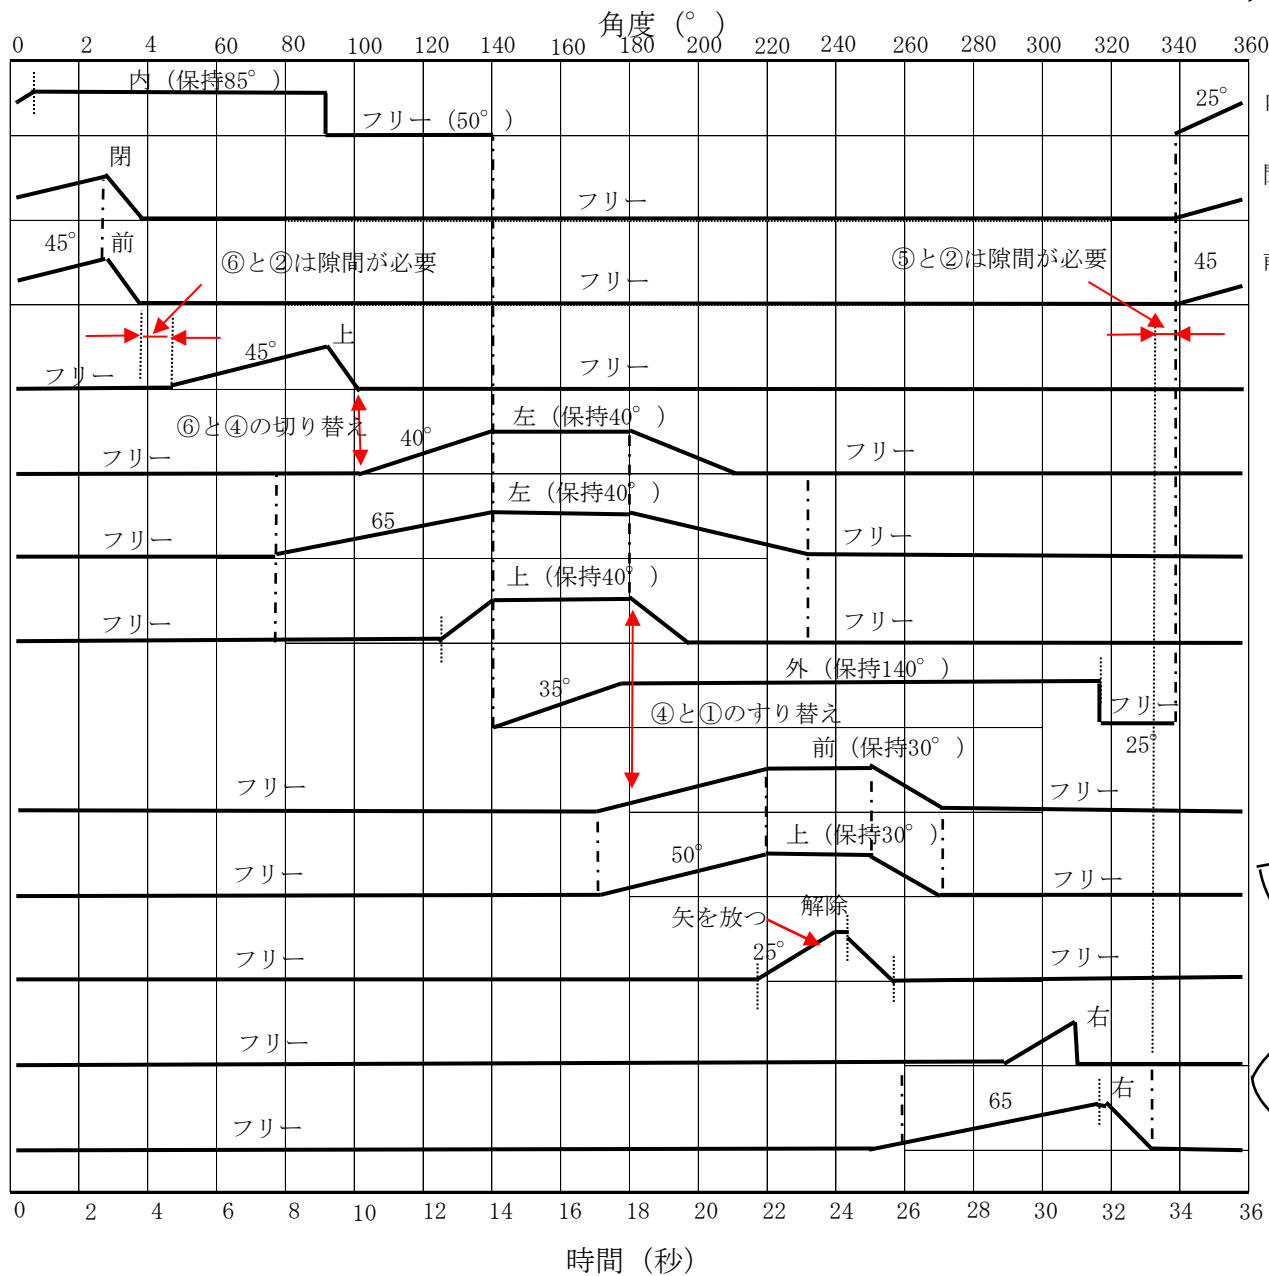 角度（°）
0 2 4 60 80 100 120 140 160 180 200 220 240 260 280 300 320 340 360
内（保持85°）
25°
フリー（50°）
閉
フリー
45° 前
⑥と②は隙間が必要
⑤と②は隙間が必要
フリー
45
上
45°
フリー
フリー
⑥と④の切り替え
40°
左（保持40°）
フリー
フリー
左（保持40°）
65
フリー
フリー
上（保持40°）
フリー
フリー
外（保持140°）
35°
④と①のすり替え
フリー
25°
前（保持30°）
フリー
フリー
上（保持30°）
50°
フリー
フリー
解除
矢を放つ
25°
フリー
フリー
右
フリー
65
右
フリー
0 2 4 6 8 10 12 14 16 18 20 22 24 26 28 30 32 34 36
時間（秒）